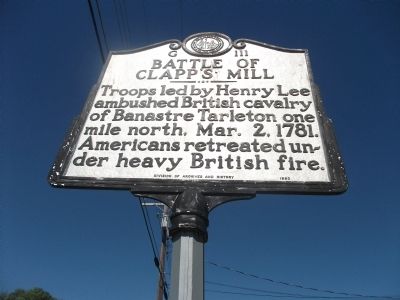 G 111
BATTLE OF
CLAPP'S MILL
Troops led by Henry Lee
ambushed British cavalry
of Banastre Tarleton one
mile north, Mar. 2, 1781.
Americans retreated un-
der heavy British fire.
DIVISION OF ARCHIVES AND HISTORY